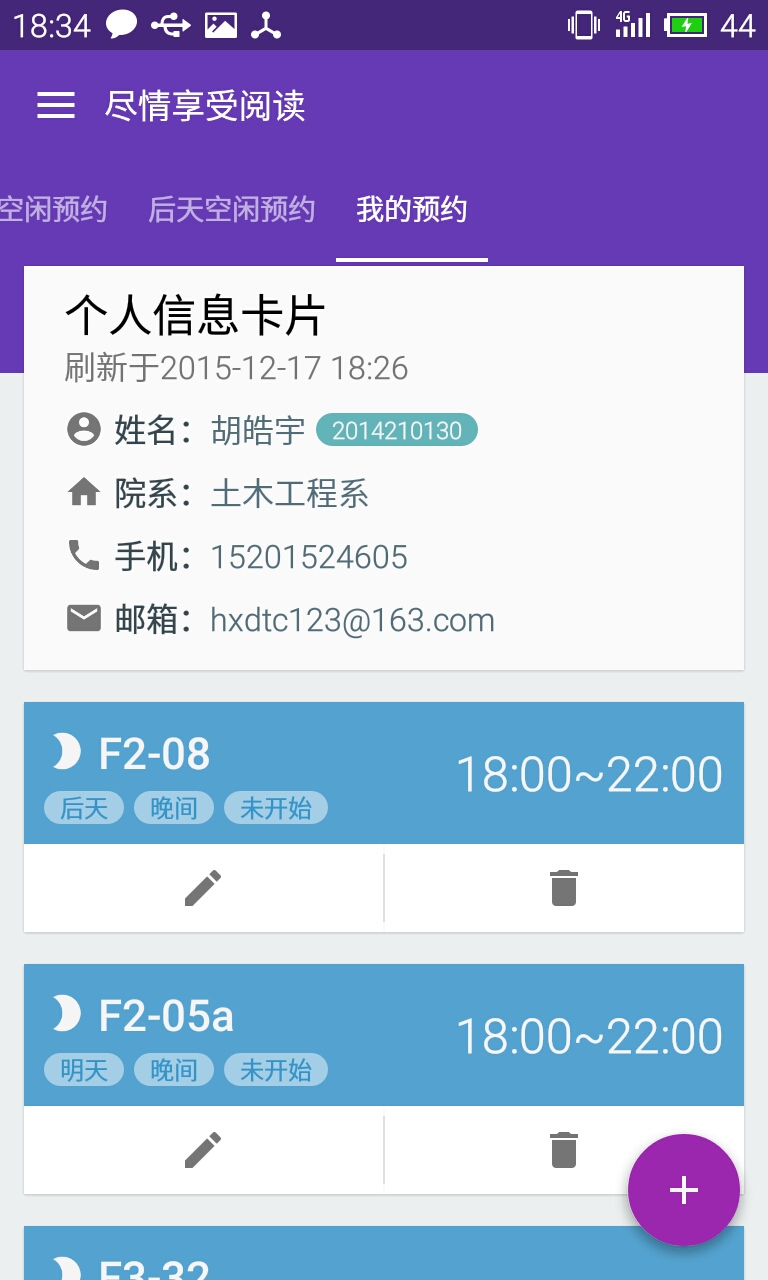 18:34 4G 44
尽情享受阅读
空闲预约 后天空闲预约 我的预约
个人信息卡片
刷新于2015-12-17 18:26
姓名：胡皓宇 2014210130
院系：土木工程系
手机：15201524605
邮箱：hxdtc123@163.com
F2-08
18:00~22:00
后天 晚间 未开始
F2-05a
18:00~22:00
明天 晚间 未开始
F3-32